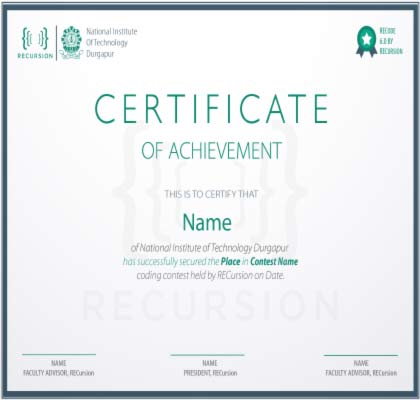 {()}
RECURSION
National Institute
Of Technology
Durgapur
RECODE
6.0 BY
RECURSION
CERTIFICATE
OF ACHIEVEMENT
THIS IS TO CERTIFY THAT
Name
of National Institute of Technology Durgapur
has successfully secured the Place in Contest Name
coding contest held by RECursion on Date.
RECURSION
NAME
FACULTY ADVISOR, RECursion
NAME
PRESIDENT, RECursion
NAME
FACULTY ADVISOR, RECursion